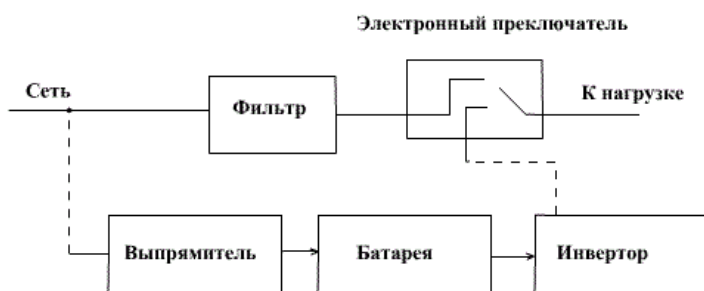 Электронный преключатель
Сеть
Фильтр
К нагрузке
Выпрямитель
Батарея
Инвертор